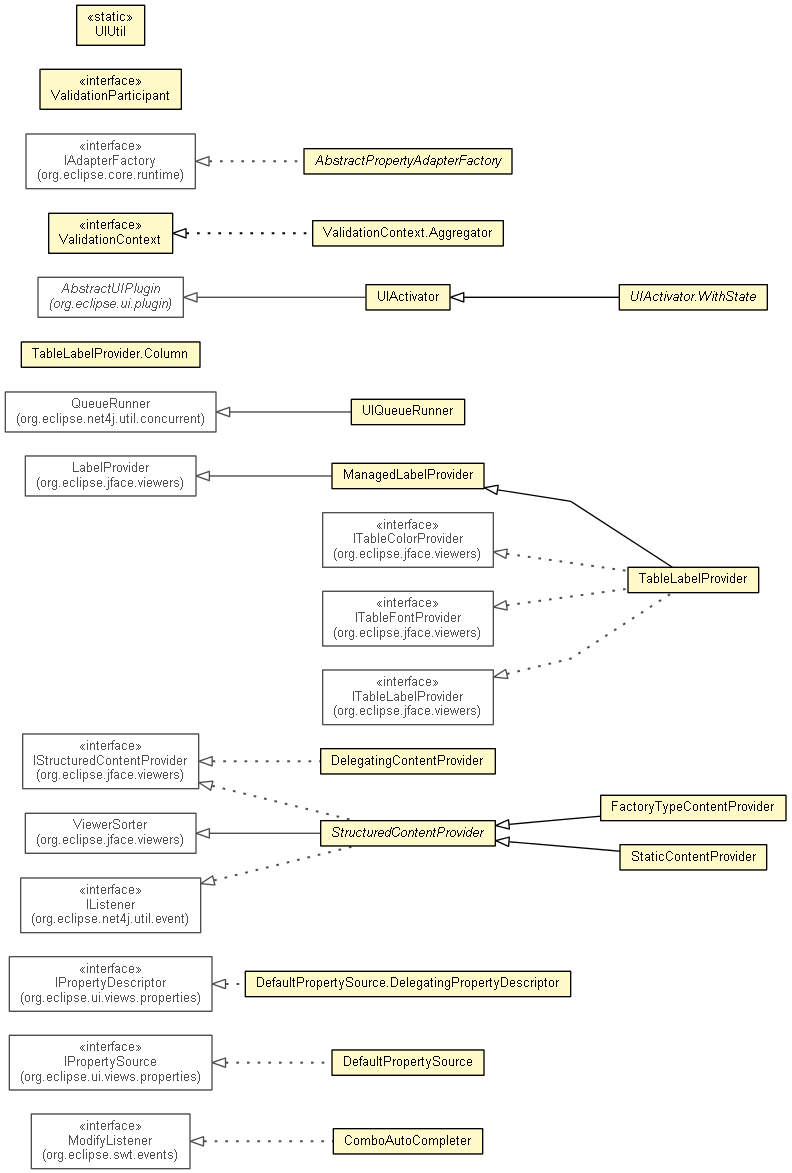 «static»
UIUtil
«interface»
ValidationParticipant
«interface»
IAdapterFactory
(org.eclipse.core.runtime)
AbstractPropertyAdapterFactory
«interface»
ValidationContext
ValidationContext.Aggregator
AbstractUIPlugin
(org.eclipse.ui.plugin)
UIActivator
UIActivator.WithState
TableLabelProvider.Column
QueueRunner
(org.eclipse.net4j.util.concurrent)
UIQueueRunner
LabelProvider
(org.eclipse.jface.viewers)
ManagedLabelProvider
«interface»
ITableColorProvider
(org.eclipse.jface.viewers)
TableLabelProvider
«interface»
ITableFontProvider
(org.eclipse.jface.viewers)
«interface»
ITableLabelProvider
(org.eclipse.jface.viewers)
«interface»
IStructuredContentProvider
(org.eclipse.jface.viewers)
DelegatingContentProvider
FactoryTypeContentProvider
ViewerSorter
(org.eclipse.jface.viewers)
StructuredContentProvider
StaticContentProvider
«interface»
IListener
(org.eclipse.net4j.util.event)
«interface»
IPropertyDescriptor
(org.eclipse.ui.views.properties)
DefaultPropertySource.DelegatingPropertyDescriptor
«interface»
IPropertySource
(org.eclipse.ui.views.properties)
DefaultPropertySource
«interface»
ModifyListener
(org.eclipse.swt.events)
ComboAutoCompleter